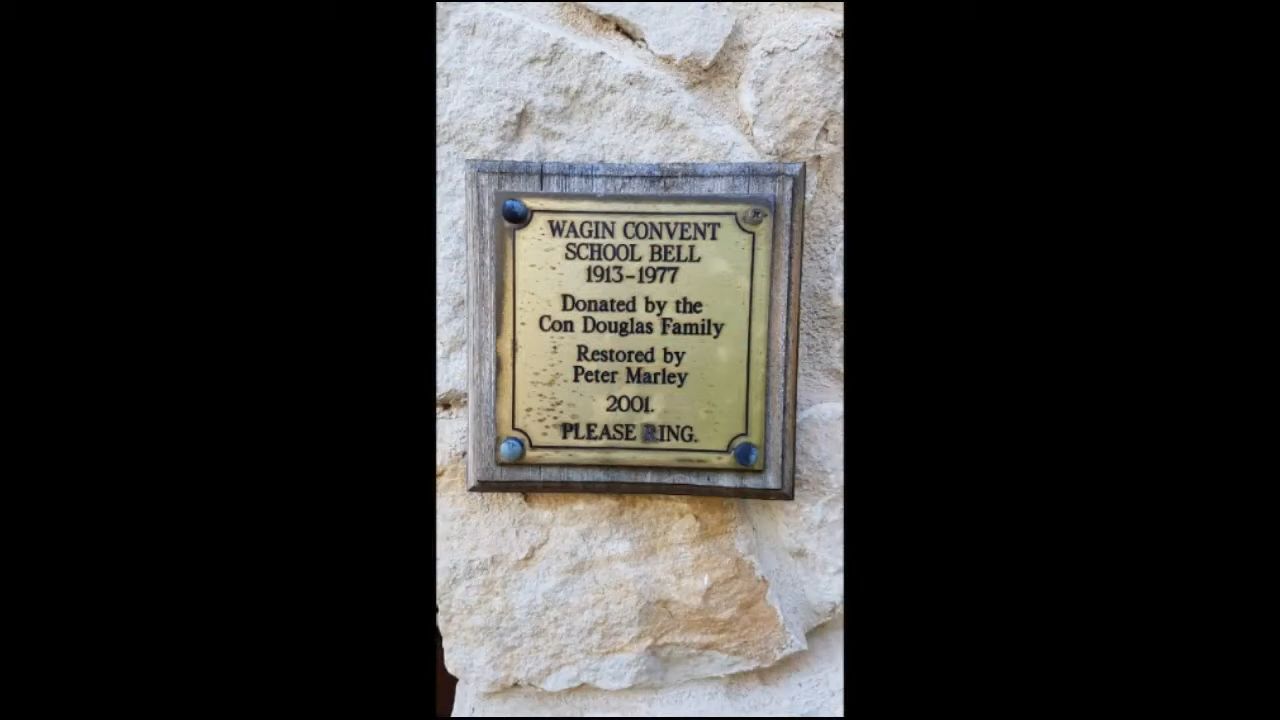 WAGIN CONVENT
SCHOOL BELL
1913-1977
Donated by the
Con Douglas Family
Restored by
Peter Marley
2001.
PLEASE RING.